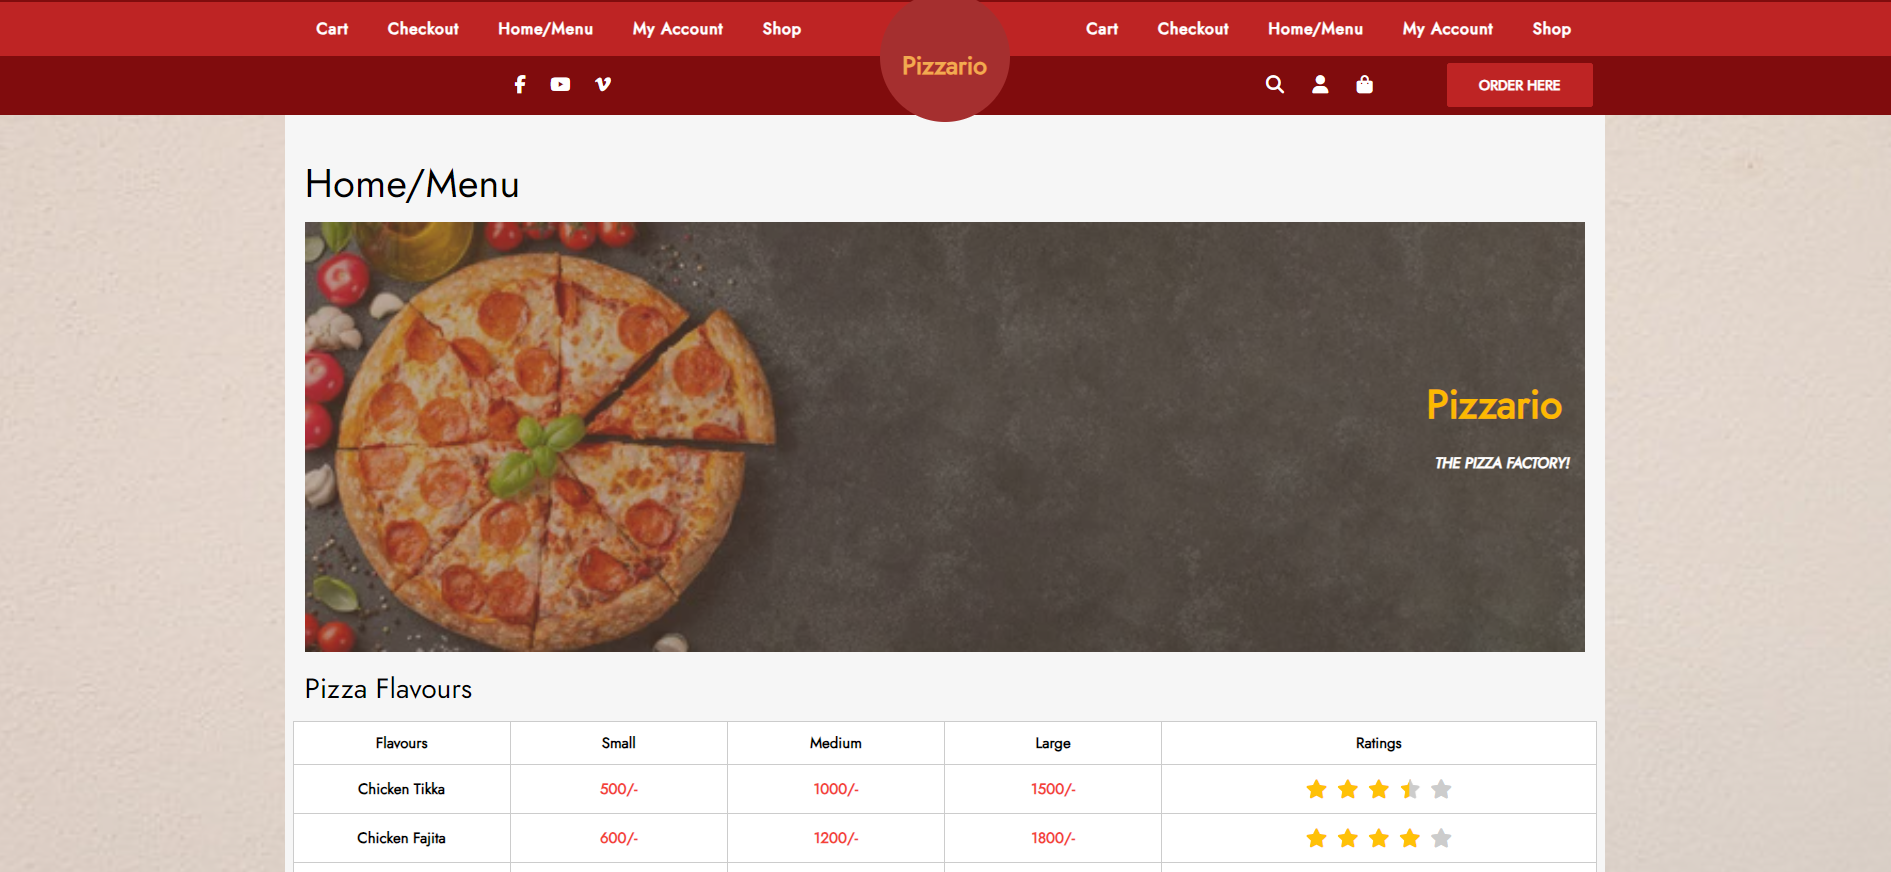 Cart Checkout Home/Menu My Account Shop
Pizzario
Cart Checkout Home/Menu My Account Shop
ORDER HERE
Home/Menu
Pizzario
THE PIZZA FACTORY!
Pizza Flavours
Flavours Small Medium Large Ratings
Chicken Tikka 500/- 1000/- 1500/-
Chicken Fajita 600/- 1200/- 1800/-